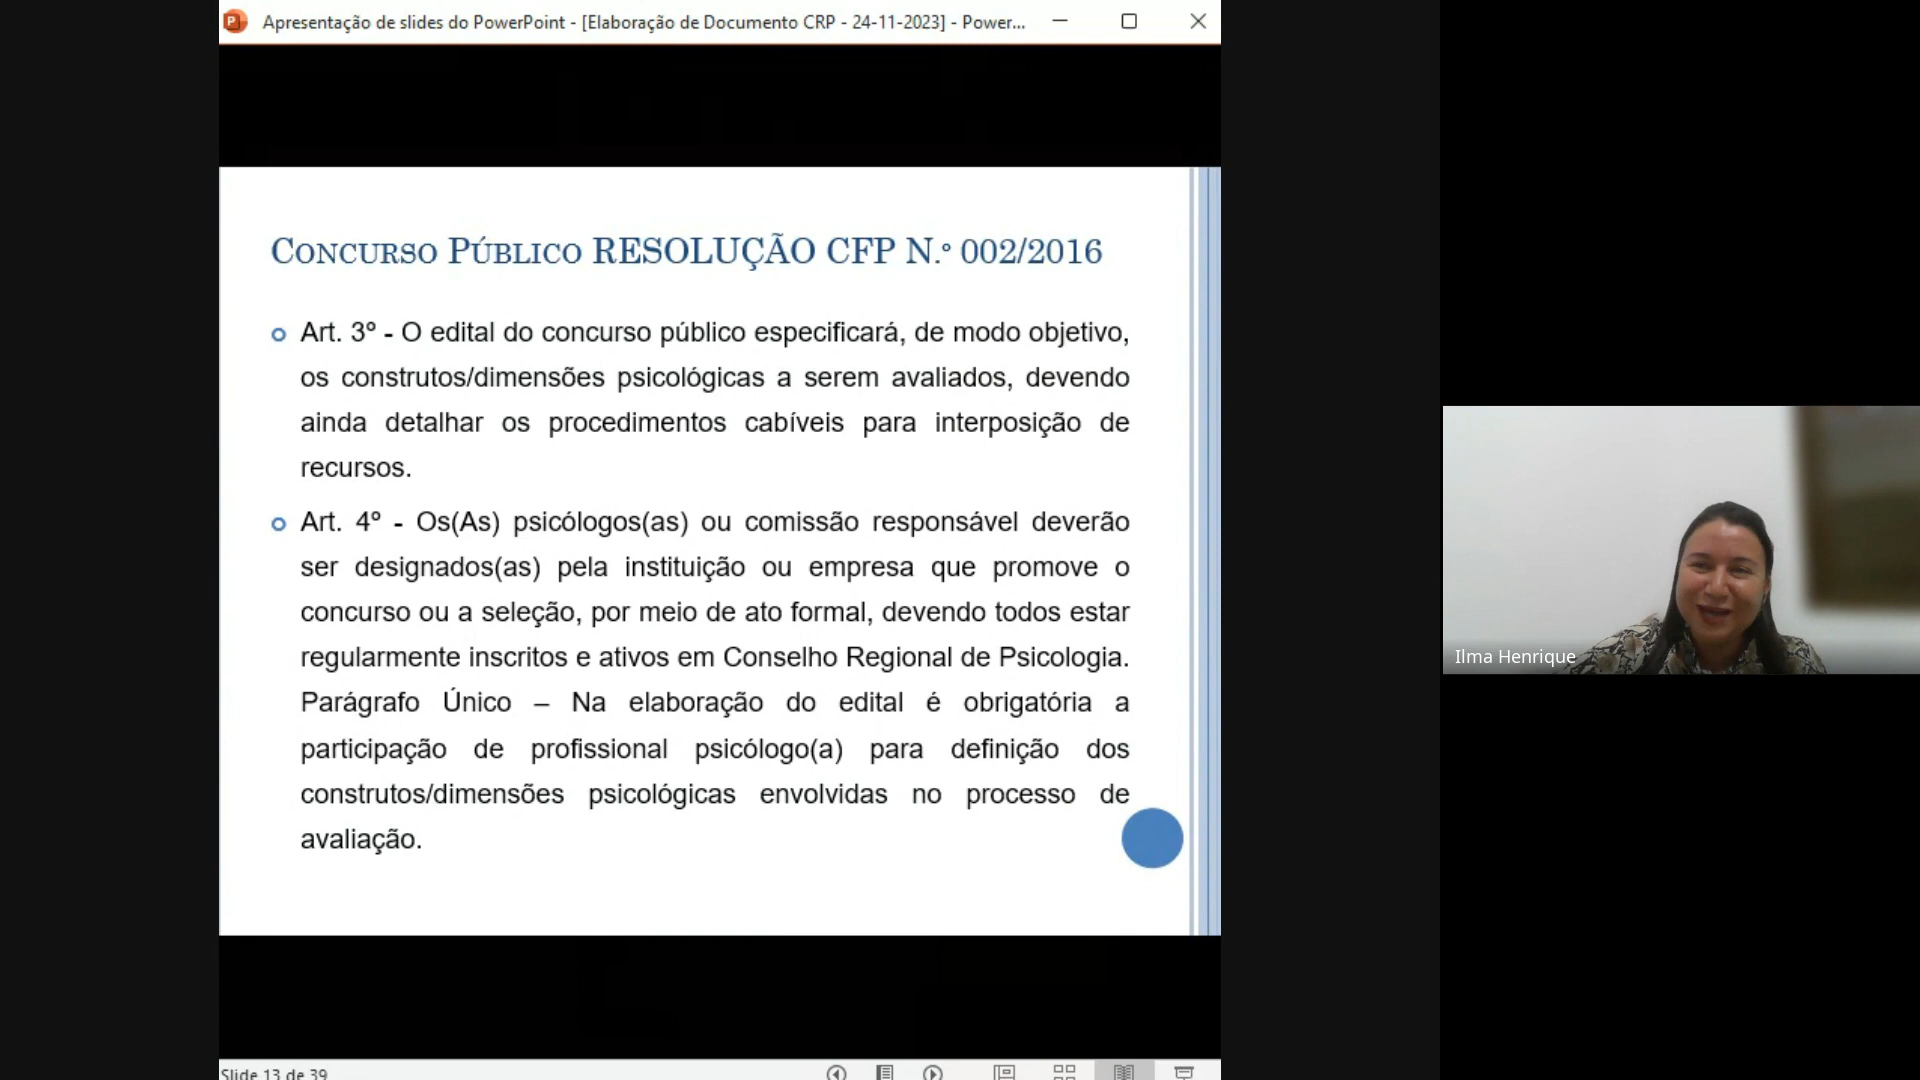 Apresentação de slides do PowerPoint - [Elaboração de Documento CRP - 24-11-2023] - Power...
Concurso Público RESOLUÇÃO CFP N.º 002/2016
Art. 3º - O edital do concurso público especificará, de modo objetivo,
os construtos/dimensões psicológicas a serem avaliados, devendo
ainda detalhar os procedimentos cabíveis para interposição de
recursos.
Art. 4º - Os(As) psicólogos(as) ou comissão responsável deverão
ser designados(as) pela instituição ou empresa que promove o
concurso ou a seleção, por meio de ato formal, devendo todos estar
regularmente inscritos e ativos em Conselho Regional de Psicologia.
Parágrafo Único – Na elaboração do edital é obrigatória a
participação de profissional psicólogo(a) para definição dos
construtos/dimensões psicológicas envolvidas no processo de
avaliação.
Ilma Henrique
Slide 13 de 39